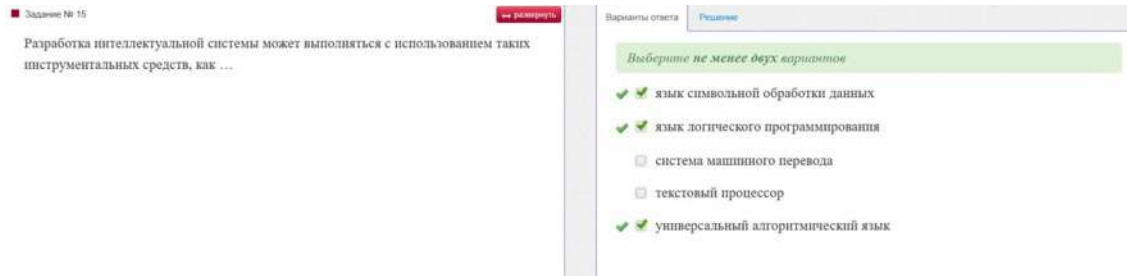 Задание № 15
развернуть
Разработка интеллектуальной системы может выполняться с использованием таких
инструментальных средств, как …
Варианты ответа
Решение
Выберите не менее двух вариантов
язык символьной обработки данных
язык логического программирования
система машинного перевода
текстовый процессор
универсальный алгоритмический язык